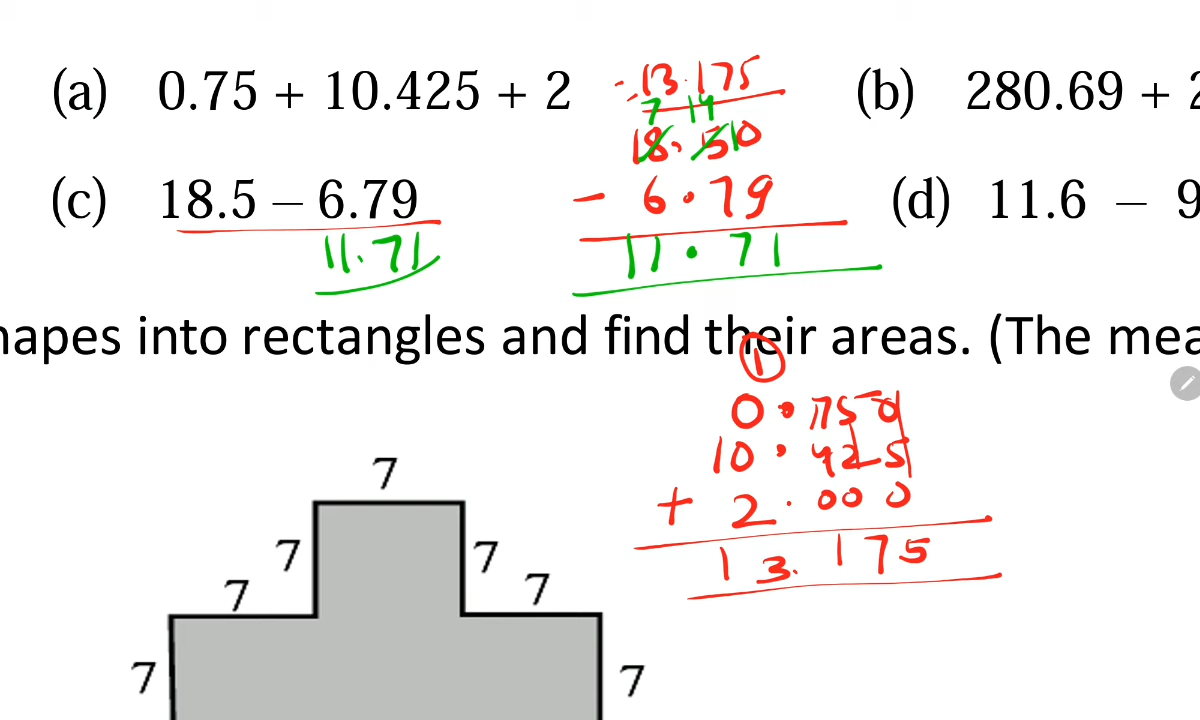 (a) 0.75 + 10.425 + 2 13.175 (b) 280.69 + 2
7 14
18.510
(c) 18.5 – 6.79 - 6.79 (d) 11.6 – 9
11.71 11.71
hapes into rectangles and find their areas. (The mea
1
0.750
10.425
7
+ 2.000
7 7 13.175
7 7
7 7